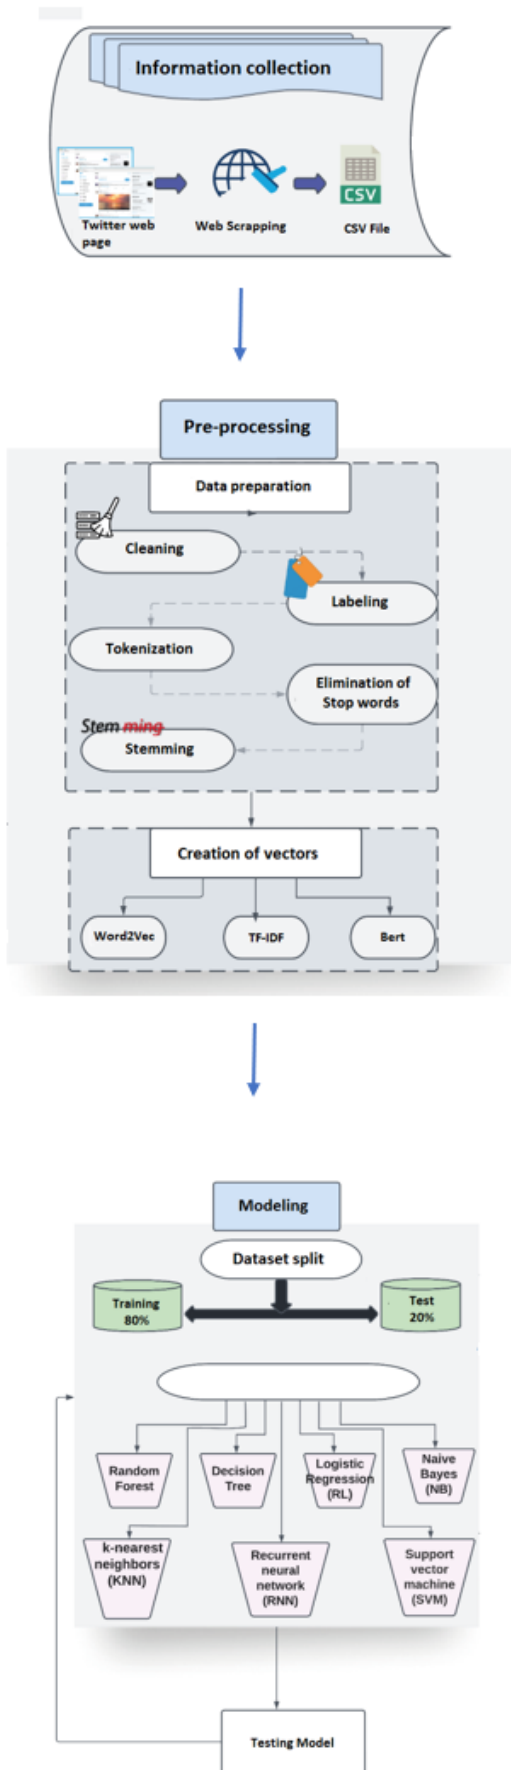 Information collection
Twitter web
page
Web Scrapping
CSV
CSV File
Pre-processing
Data preparation
Cleaning
Labeling
Tokenization
Elimination of
Stop words
Stemming
Stemming
Creation of vectors
Word2Vec
TF-IDF
Bert
Modeling
Dataset split
Training
80%
Test
20%
Random
Forest
Decision
Tree
Logistic
Regression
(RL)
Naive
Bayes
(NB)
k-nearest
neighbors
(KNN)
Recurrent
neural
network
(RNN)
Support
vector
machine
(SVM)
Testing Model